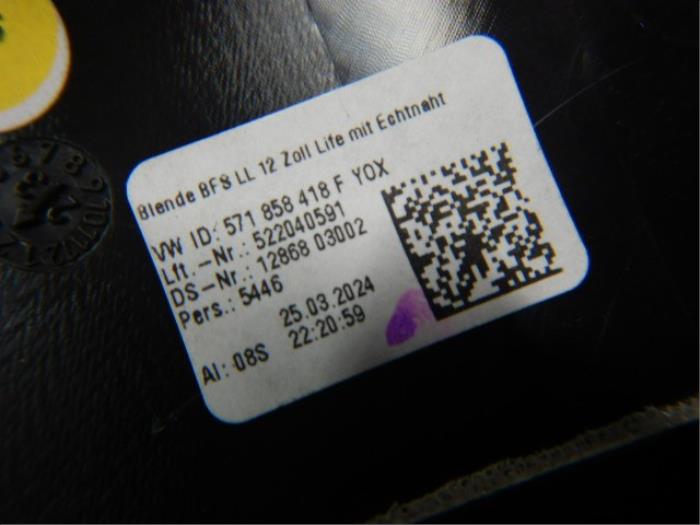 Blende BFS LL 12 Zoll Life mit Echtnaht
VW ID: 571 858 418 F YOX
Lft.-Nr.: 522040591
DS-Nr.: 12868 03002
Pers.: 5446
25.03.2024
AI: 08S 22:20:59